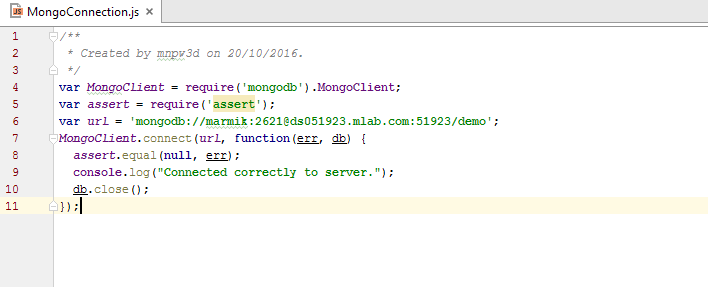 MongoConnection.js
1 /**
2 * Created by mnpv3d on 20/10/2016.
3 */
4 var MongoClient = require('mongodb').MongoClient;
5 var assert = require('assert');
6 var url = 'mongodb://marmik:2621@ds051923.mlab.com:51923/demo';
7 MongoClient.connect(url, function(err, db) {
8 assert.equal(null, err);
9 console.log("Connected correctly to server.");
10 db.close();
11 });